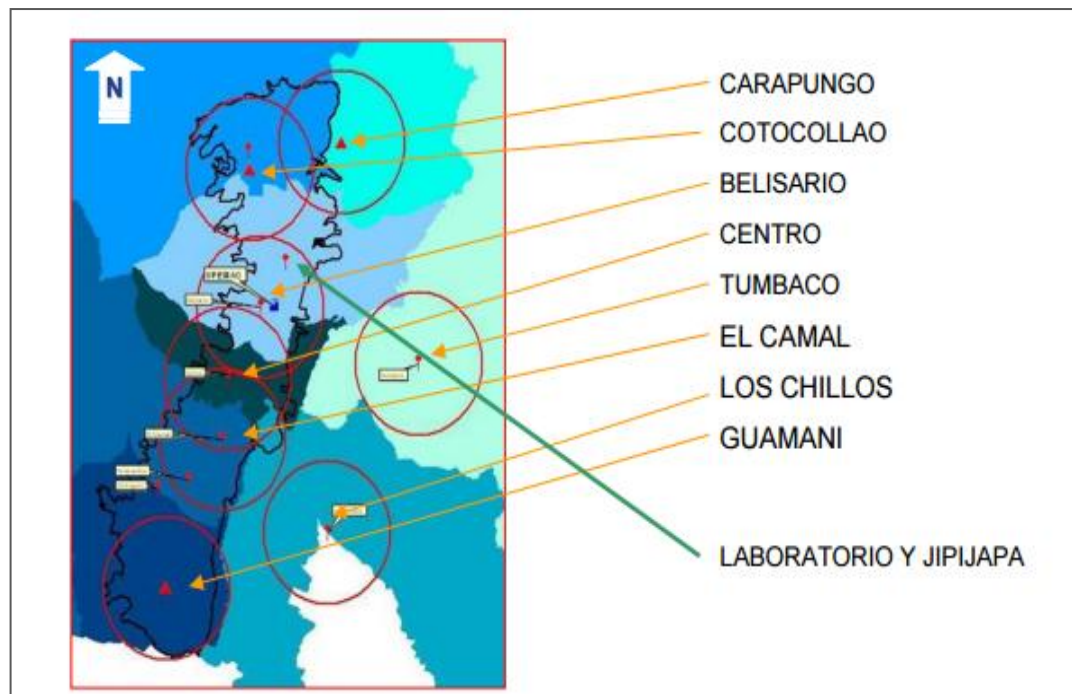 N
CARAPUNGO
COTOCOLLAO
BELISARIO
CENTRO
TUMBACO
EL CAMAL
LOS CHILLOS
GUAMANI
LABORATORIO Y JIPIJAPA